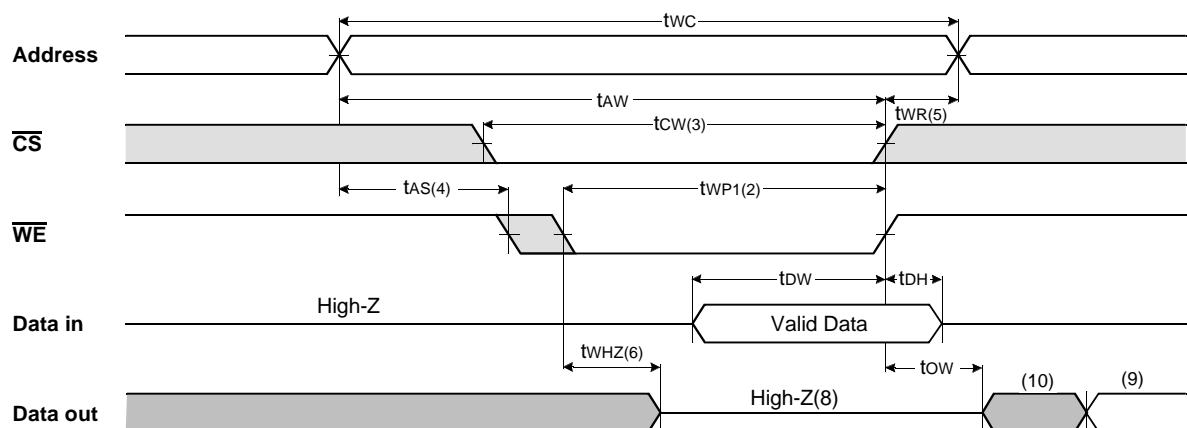 tWC
Address
tAW
tWR(5)
tCW(3)
CS
tAS(4)
tWP1(2)
WE
tDW
tDH
High-Z
Data in
Valid Data
tWHZ(6)
tOW
(10)
(9)
High-Z(8)
Data out